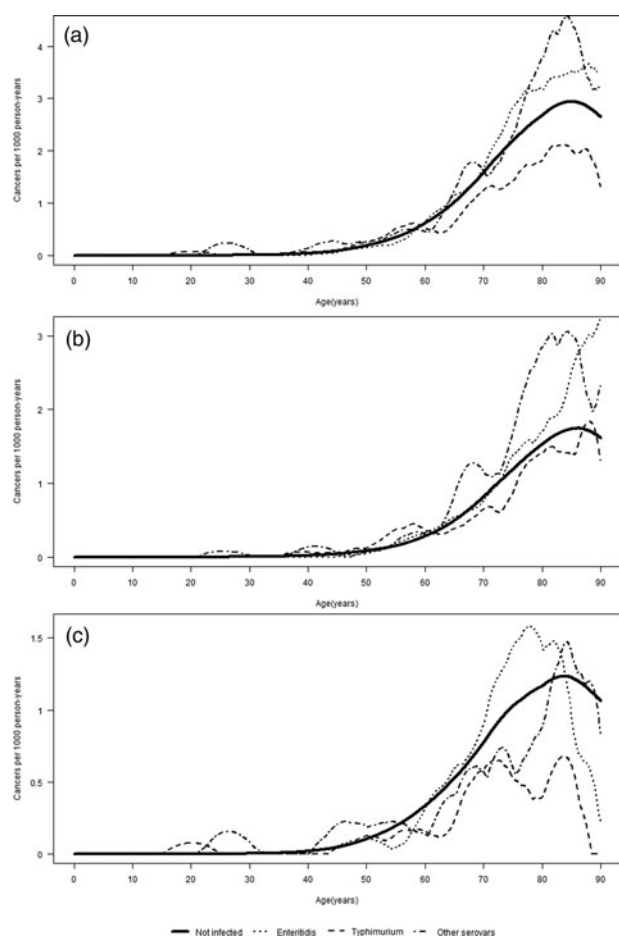 (a)
Cancers per 1000 person-years
4
3
2
1
0
0 10 20 30 40 50 60 70 80 90
Age(years)
(b)
Cancers per 1000 person-years
3
2
1
0
0 10 20 30 40 50 60 70 80 90
Age(years)
(c)
Cancers per 1000 person-years
1.5
1
0.5
0
0 10 20 30 40 50 60 70 80 90
Age(years)
Not infected Enteritidis Typhimurium Other serovars